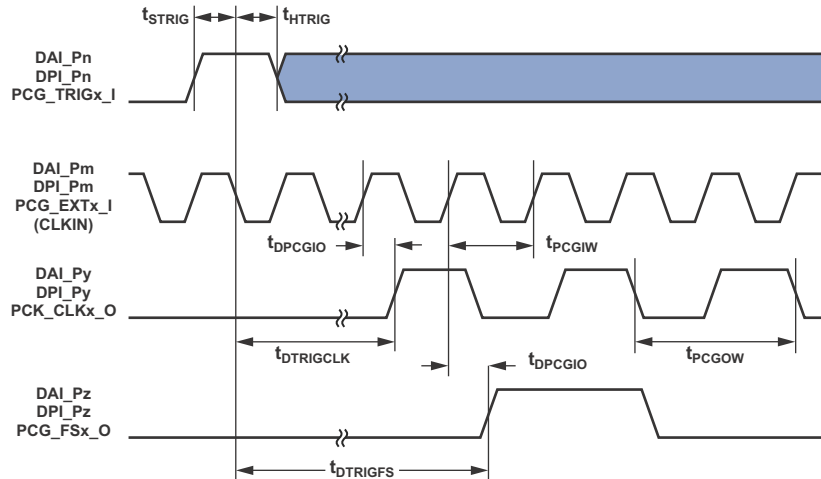 tSTRIG
tHTRIG
DAI_Pn
DPI_Pn
PCG_TRIGx_I
DAI_Pm
DPI_Pm
PCG_EXTx_I
(CLKIN)
tDPCGIO
tPCGIW
DAI_Py
DPI_Py
PCK_CLKx_O
tDTRIGCLK
tDPCGIO
tPCGOW
DAI_Pz
DPI_Pz
PCG_FSx_O
tDTRIGFS